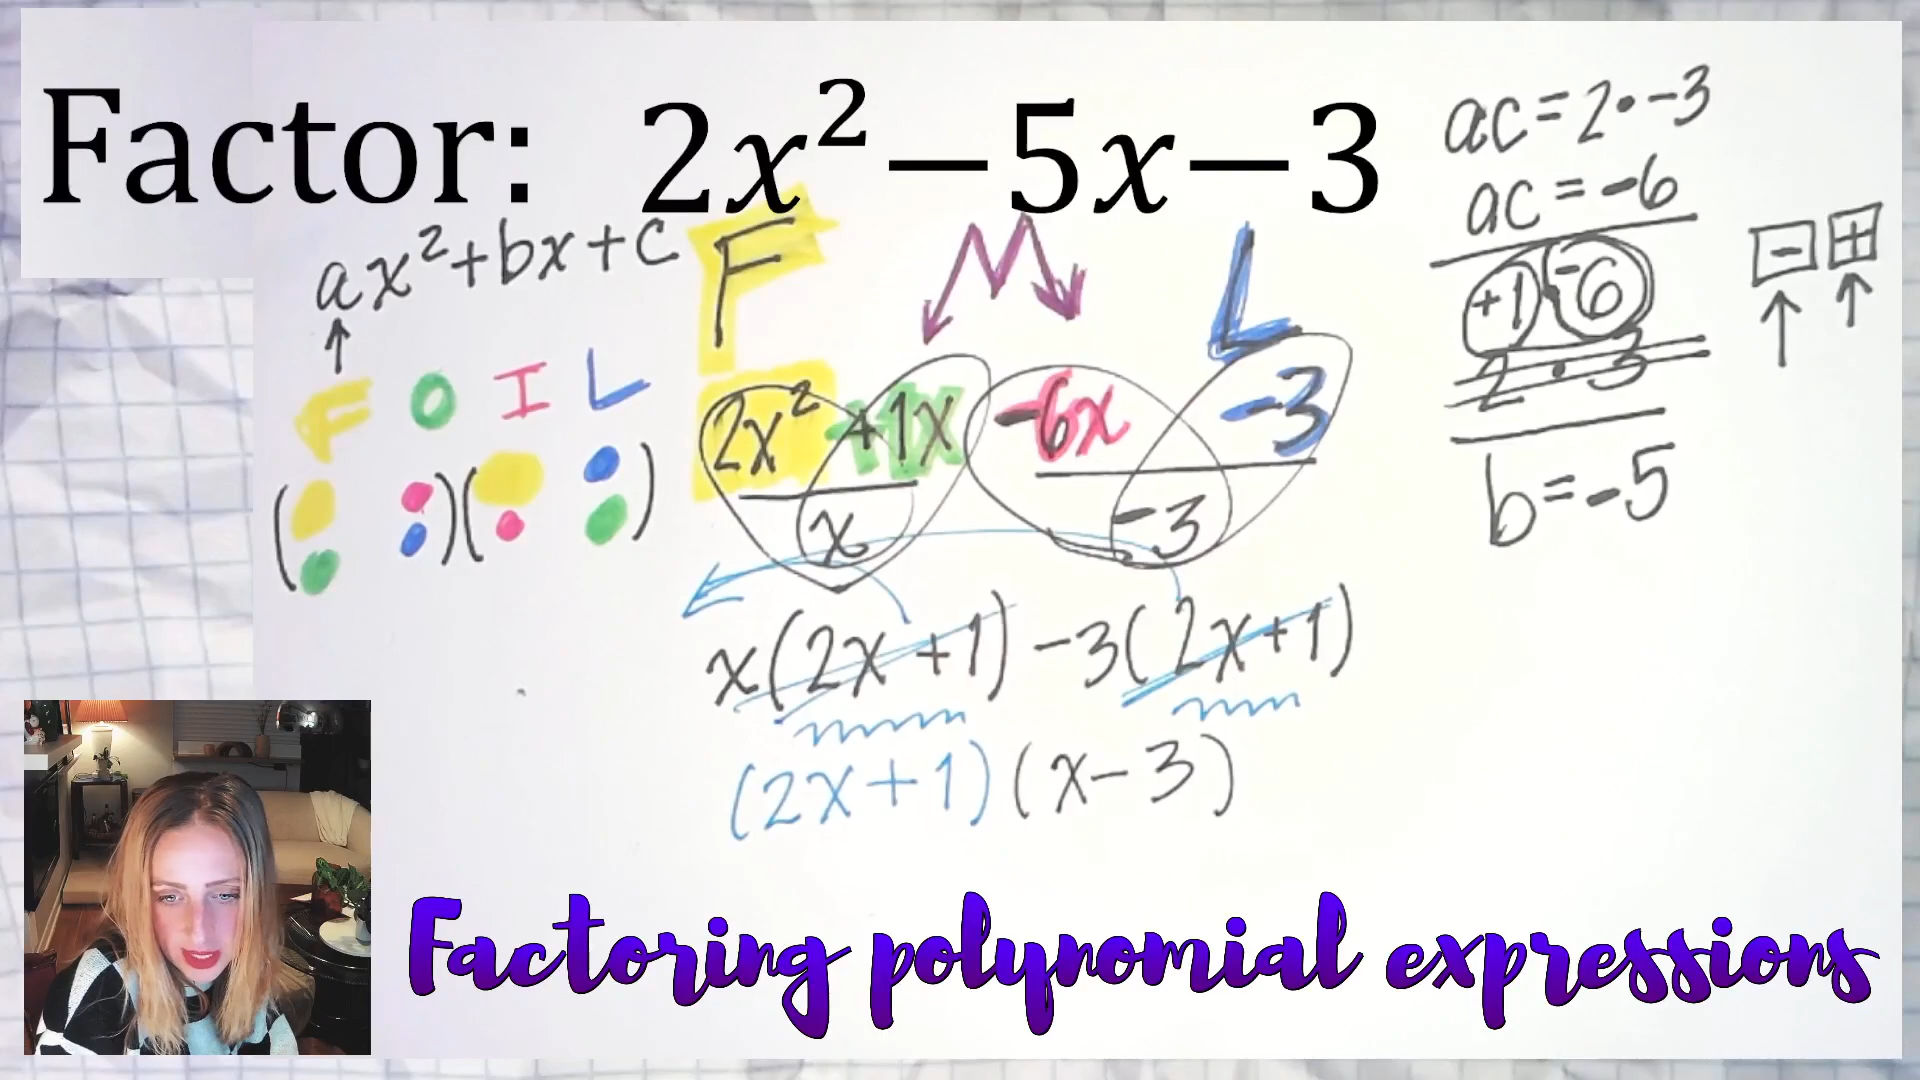 Factor: 2x² − 5x − 3
ax²+bx+c
F O I L
( )( )
F L
2x² +1x -6x -3
x -3
x(2x+1)-3(2x+1)
(2x+1)(x-3)
ac=2•-3
ac=-6
+1•-6
2•3
b=-5
- +
Factoring polynomial expressions